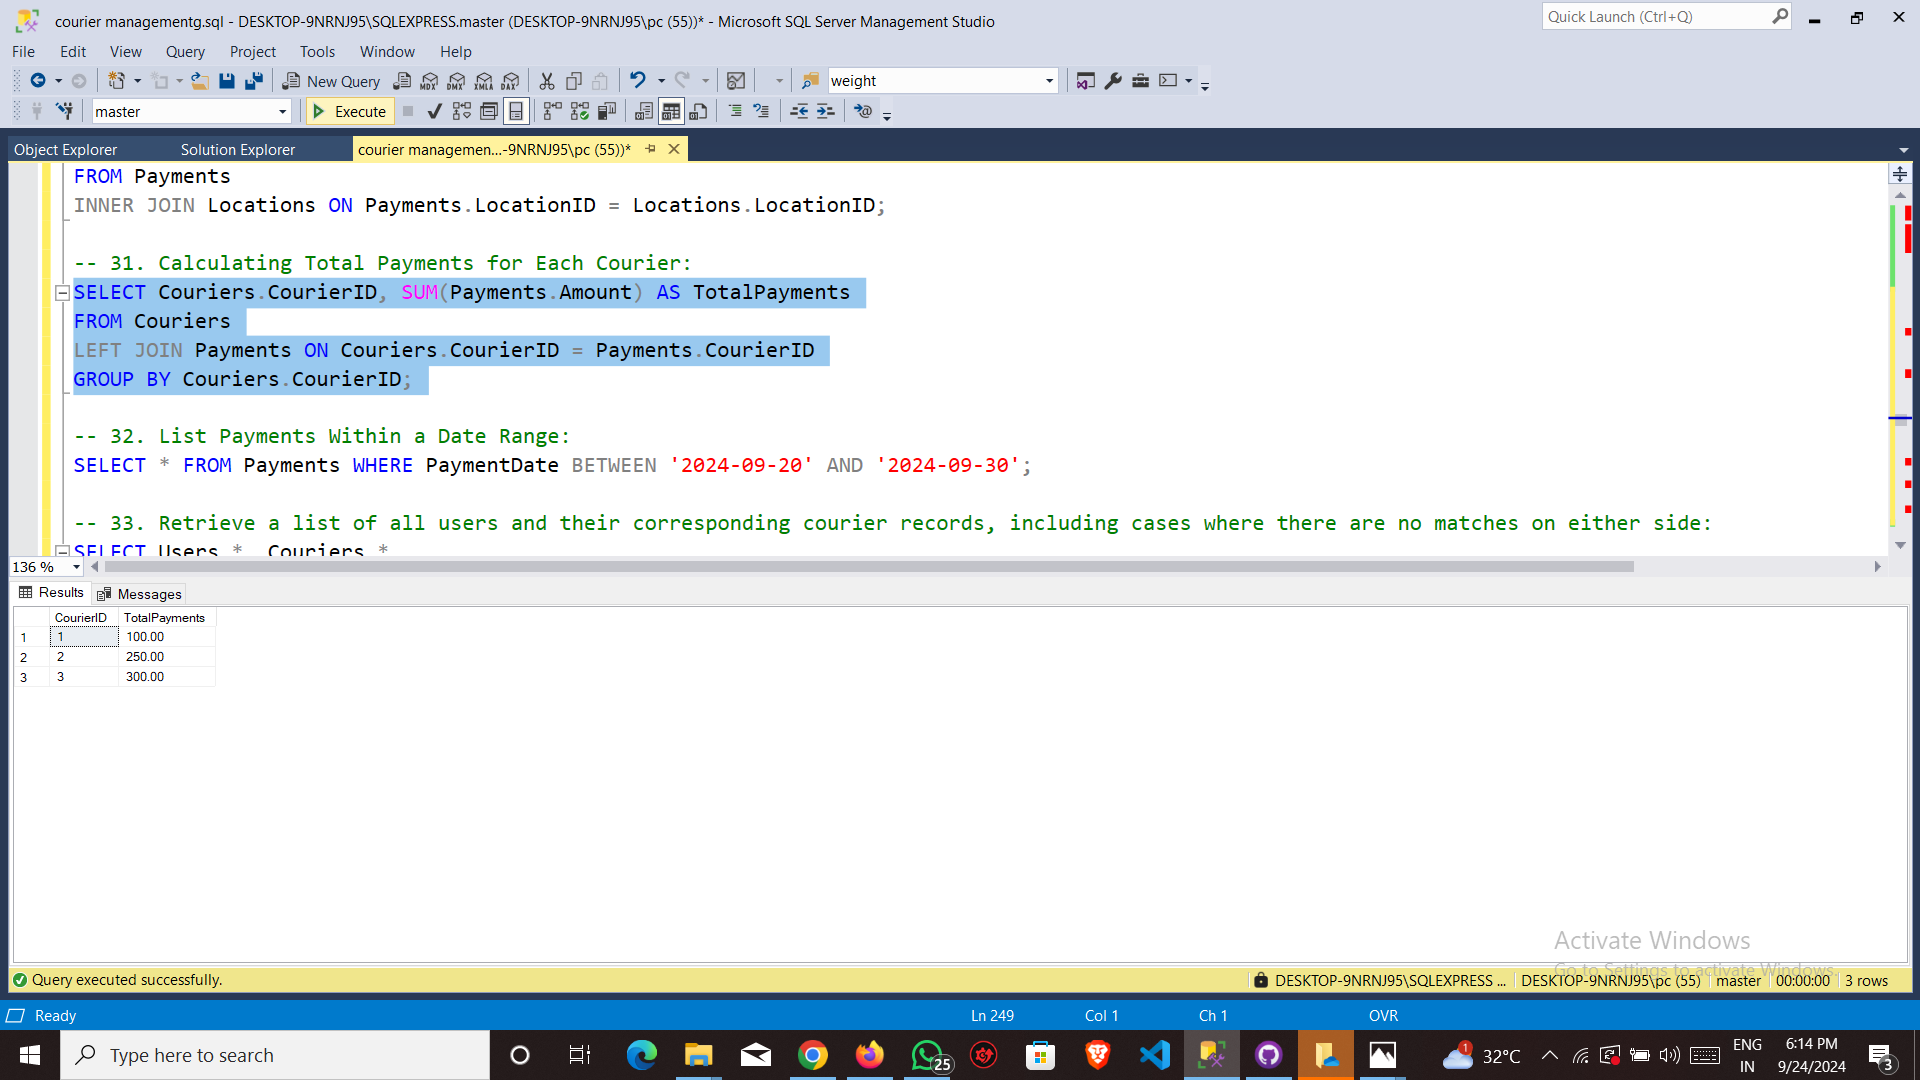 courier managementg.sql - DESKTOP-9NRNJ95\SQLEXPRESS.master (DESKTOP-9NRNJ95\pc (55))* - Microsoft SQL Server Management Studio
Quick Launch (Ctrl+Q)
File Edit View Query Project Tools Window Help
New Query MDX DMX XMLA DAX weight
master Execute
Object Explorer Solution Explorer courier managemen...-9NRNJ95\pc (55))*
FROM Payments
INNER JOIN Locations ON Payments.LocationID = Locations.LocationID;
-- 31. Calculating Total Payments for Each Courier:
SELECT Couriers.CourierID, SUM(Payments.Amount) AS TotalPayments
FROM Couriers
LEFT JOIN Payments ON Couriers.CourierID = Payments.CourierID
GROUP BY Couriers.CourierID;
-- 32. List Payments Within a Date Range:
SELECT * FROM Payments WHERE PaymentDate BETWEEN '2024-09-20' AND '2024-09-30';
-- 33. Retrieve a list of all users and their corresponding courier records, including cases where there are no matches on either side:
SELECT Users.*, Couriers.*
136 %
Results Messages
CourierID TotalPayments
1 1 100.00
2 2 250.00
3 3 300.00
Activate Windows
Go to Settings to activate Windows.
Query executed successfully. DESKTOP-9NRNJ95\SQLEXPRESS ... DESKTOP-9NRNJ95\pc (55) master 00:00:00 3 rows
Ready Ln 249 Col 1 Ch 1 OVR
Type here to search 25 1 32°C ENG IN 6:14 PM 9/24/2024 3